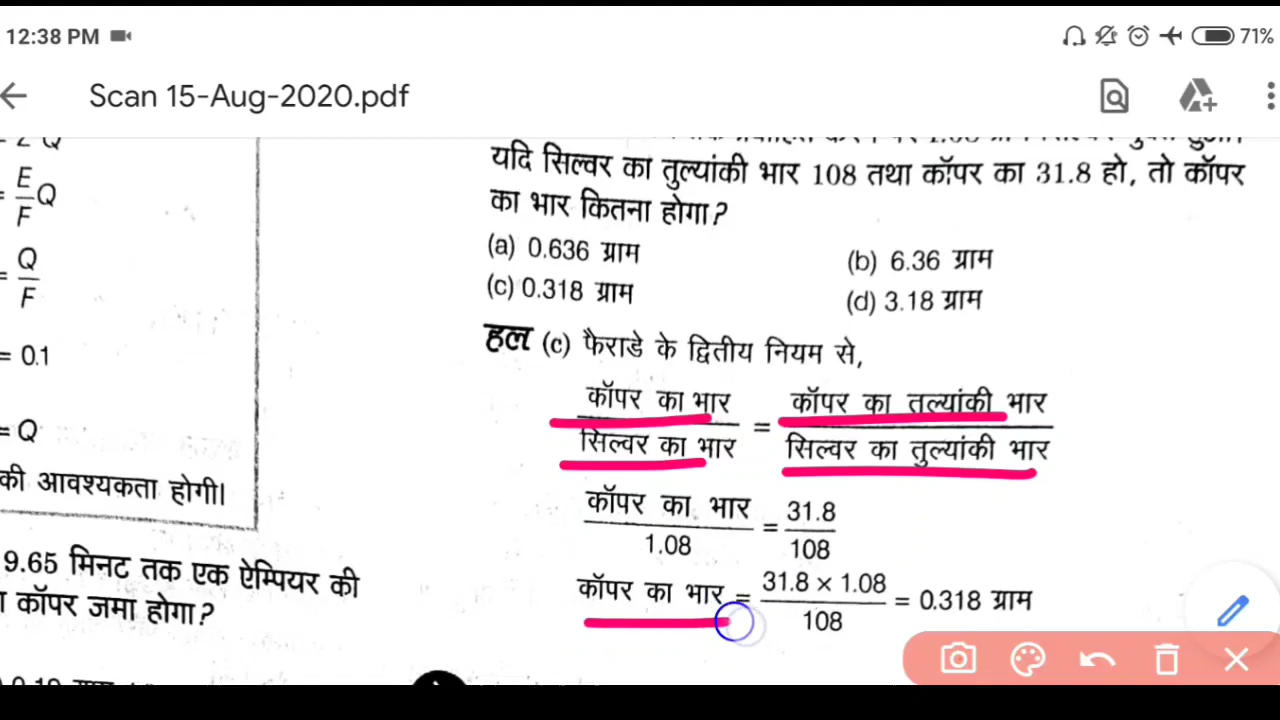 12:38 PM
71%
Scan 15-Aug-2020.pdf
1.08
यदि सिल्वर का तुल्यांकी भार 108 तथा कॉपर का 31.8 हो, तो कॉपर
का भार कितना होगा?
(a) 0.636 ग्राम (b) 6.36 ग्राम
(c) 0.318 ग्राम (d) 3.18 ग्राम
हल (c) फैराडे के द्वितीय नियम से,
कॉपर का भार / सिल्वर का भार = कॉपर का तुल्यांकी भार / सिल्वर का तुल्यांकी भार
कॉपर का भार / 1.08 = 31.8 / 108
कॉपर का भार = 31.8 × 1.08 / 108 = 0.318 ग्राम
= E/F Q
= Q/F
= 0.1
= Q
की आवश्यकता होगी।
9.65 मिनट तक एक ऐम्पियर की
कॉपर जमा होगा?